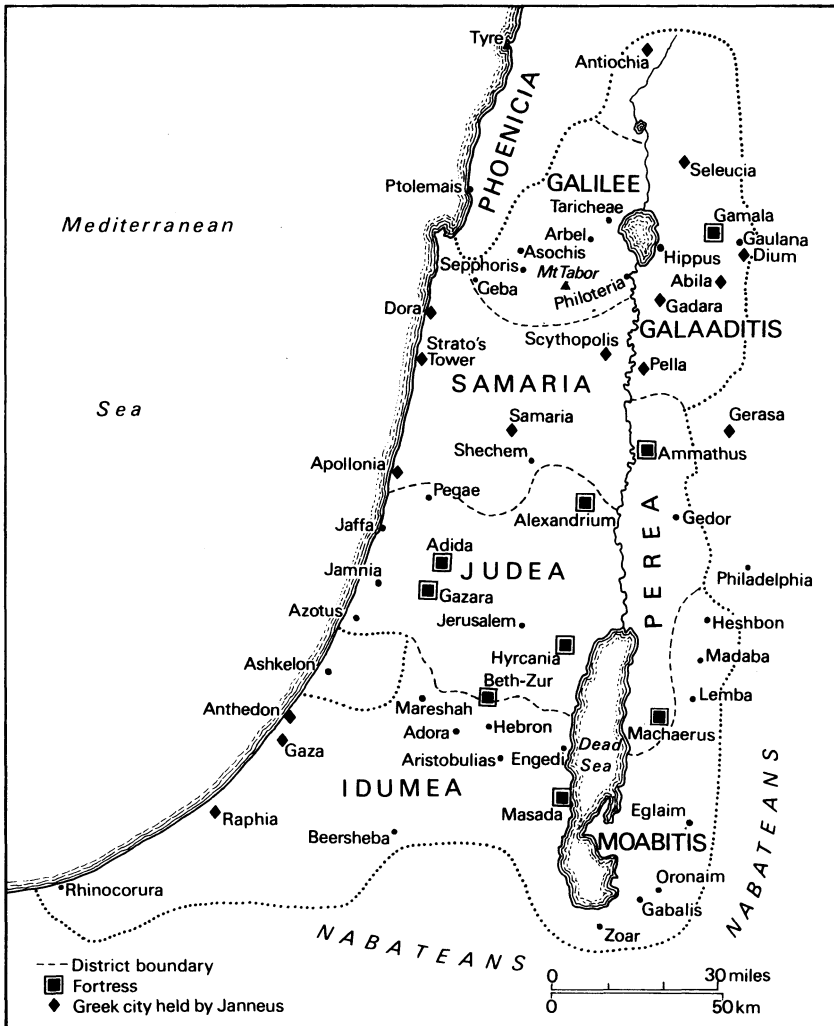 Tyre
Antiochia
PHOENICIA
Seleucia
Ptolemais
GALILEE
Taricheae
Gamala
Mediterranean
Arbel
Gaulana
Asochis
Hippus
Dium
Sepphoris
Mt Tabor
Abila
Geba
Philoteria
Gadara
Dora
GALAADITIS
Scythopolis
Strato's
Tower
Pella
SAMARIA
Sea
Samaria
Gerasa
Shechem
Ammathus
Apollonia
Pegae
Alexandrium
Gedor
Jaffa
PEREA
Adida
JUDEA
Jamnia
Philadelphia
Gazara
Azotus
Jerusalem
Heshbon
Hyrcania
Madaba
Ashkelon
Beth-Zur
Lemba
Mareshah
Anthedon
Hebron
Machaerus
Adora
Gaza
Dead
Sea
Aristobulias
Engedi
IDUMEA
Masada
Raphia
Eglaim
Beersheba
MOABITIS
NABATEANS
Oronaim
Rhinocorura
Gabalis
NABATEANS
Zoar
District boundary
Fortress
Greek city held by Janneus
0 30 miles
0 50 km